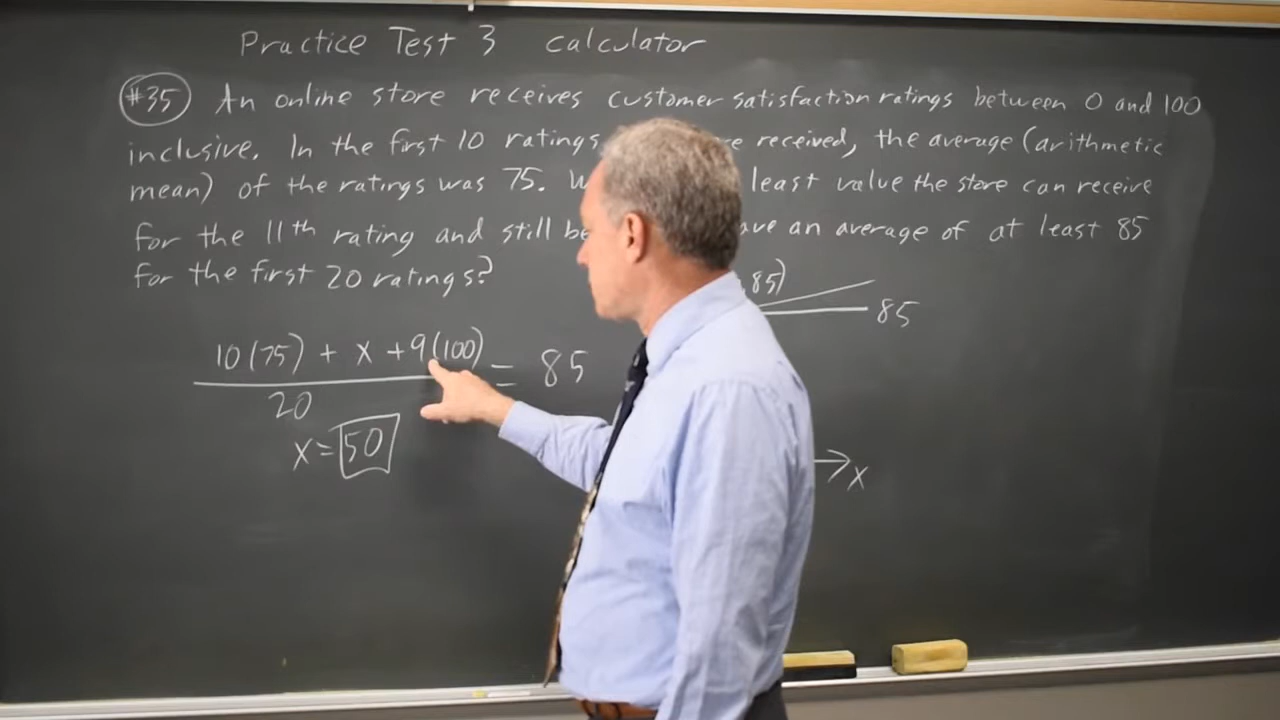 Practice Test 3 calculator
#35 An online store receives customer satisfaction ratings between 0 and 100
inclusive. In the first 10 ratings received, the average (arithmetic
mean) of the ratings was 75. least value the store can receive
for the 11th rating and still an average of at least 85
for the first 20 ratings?
85)
85
10(75) + x + 9(100)
= 85
20
x = 50
x